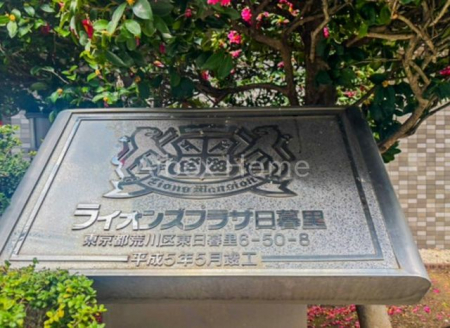 AtoxHome
Lions Mansion
ライオンズプラザ日暮里
東京都荒川区東日暮里6-50-8
平成5年5月竣工